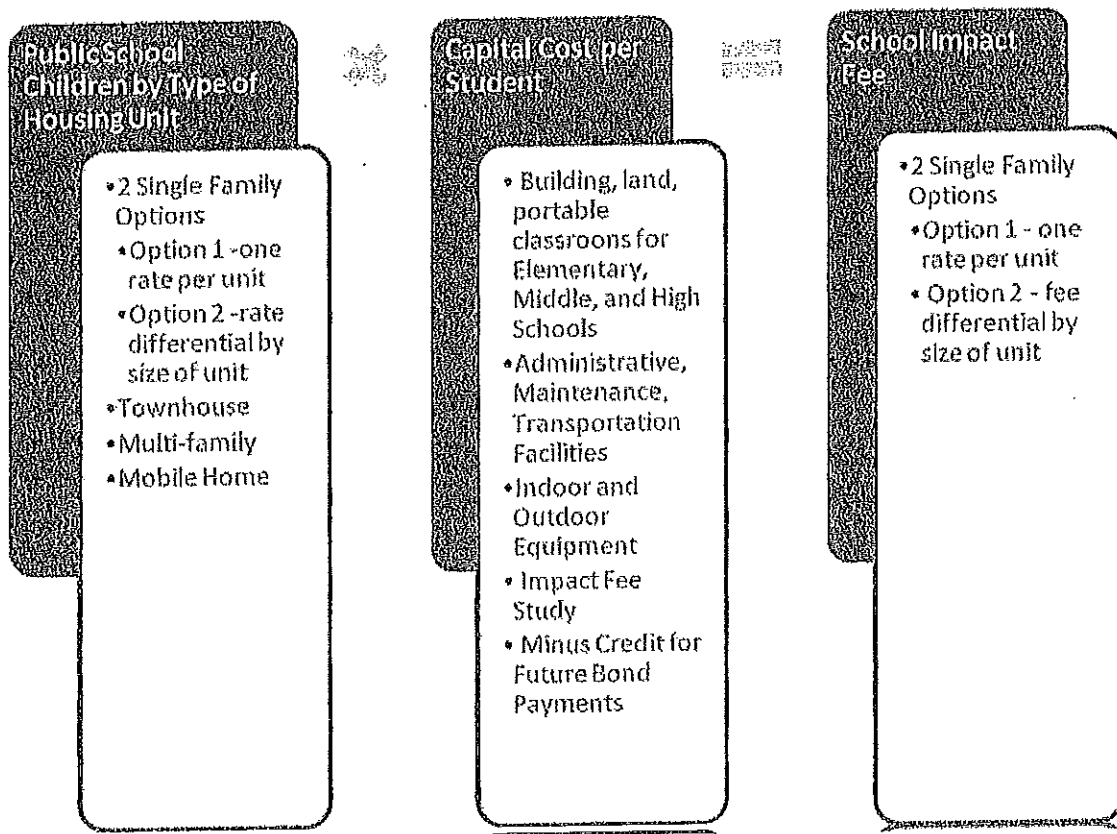 Public School
Children by Type of
Housing Unit
•2 Single Family
Options
•Option 1 -one
rate per unit
•Option 2 -rate
differential by
size of unit
•Townhouse
•Multi-family
•Mobile Home
×
Capital Cost per
Student
• Building, land,
portable
classroons for
Elementary,
Middle, and High
Schools
•Administrative,
Maintenance,
Transportation
Facilities
•Indoor and
Outdoor
Equipment
• Impact Fee
Study
• Minus Credit for
Future Bond
Payments
=
School Impact
Fee
•2 Single Family
Options
•Option 1 - one
rate per unit
• Option 2 - fee
differential by
size of unit